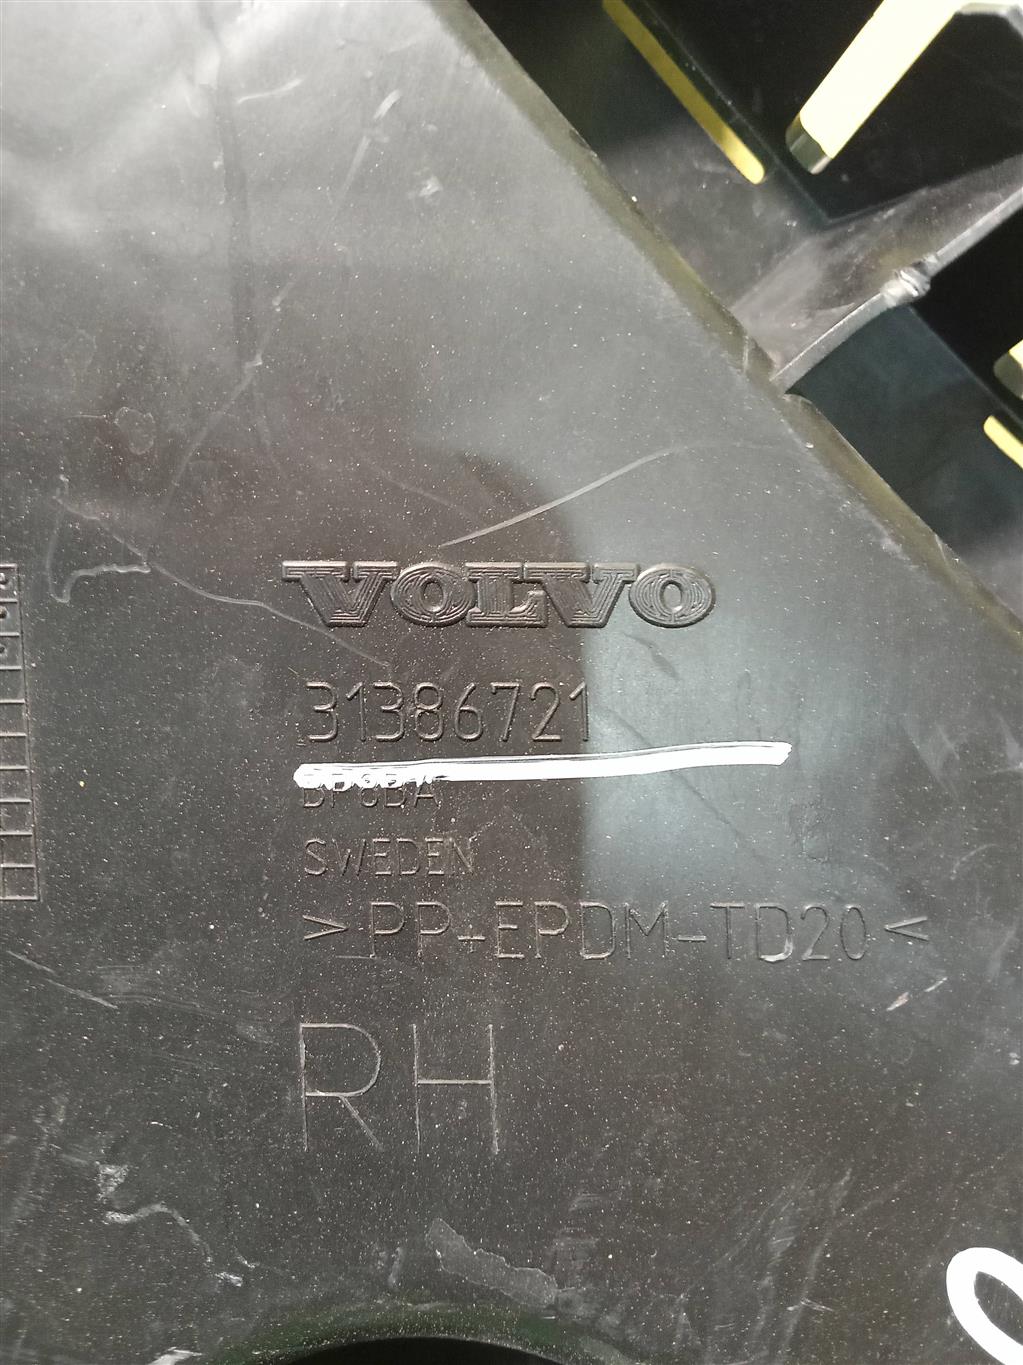 VOLVO
31386721
SWEDEN
>PP+EPDM-TD20<
RH